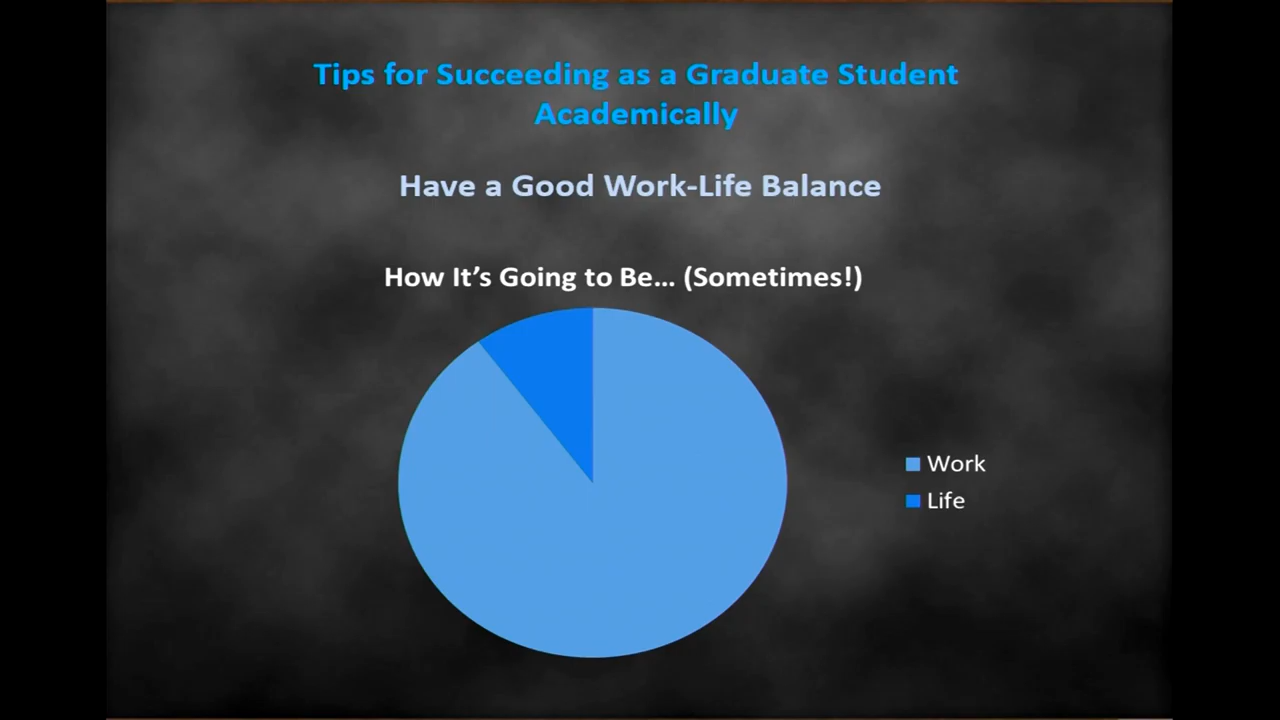 Tips for Succeeding as a Graduate Student
Academically
Have a Good Work-Life Balance
How It’s Going to Be… (Sometimes!)
Work
Life